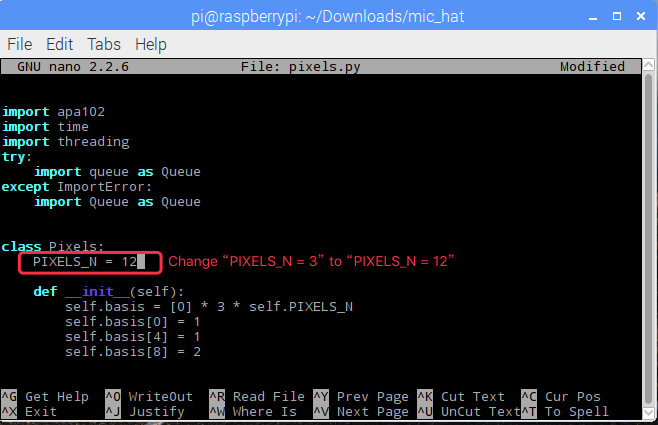 pi@raspberrypi: ~/Downloads/mic_hat
File Edit Tabs Help
GNU nano 2.2.6 File: pixels.py Modified
import apa102
import time
import threading
try:
    import queue as Queue
except ImportError:
    import Queue as Queue
class Pixels:
    PIXELS_N = 12 Change “PIXELS_N = 3” to “PIXELS_N = 12”
    def __init__(self):
        self.basis = [0] * 3 * self.PIXELS_N
        self.basis[0] = 1
        self.basis[4] = 1
        self.basis[8] = 2
^G Get Help ^O WriteOut ^R Read File ^Y Prev Page ^K Cut Text ^C Cur Pos
^X Exit ^J Justify ^W Where Is ^V Next Page ^U UnCut Text ^T To Spell